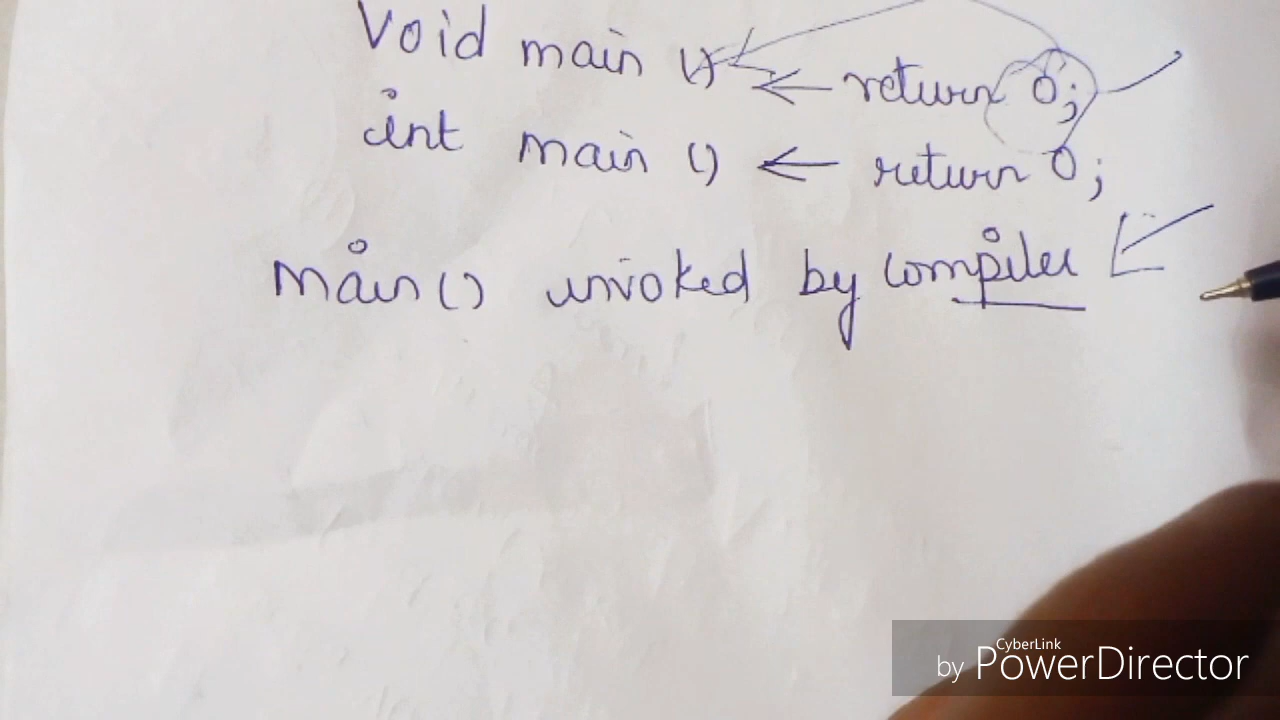 Void main () ← return 0;
int main () ← return 0;
main() invoked by compiler
CyberLink
by PowerDirector